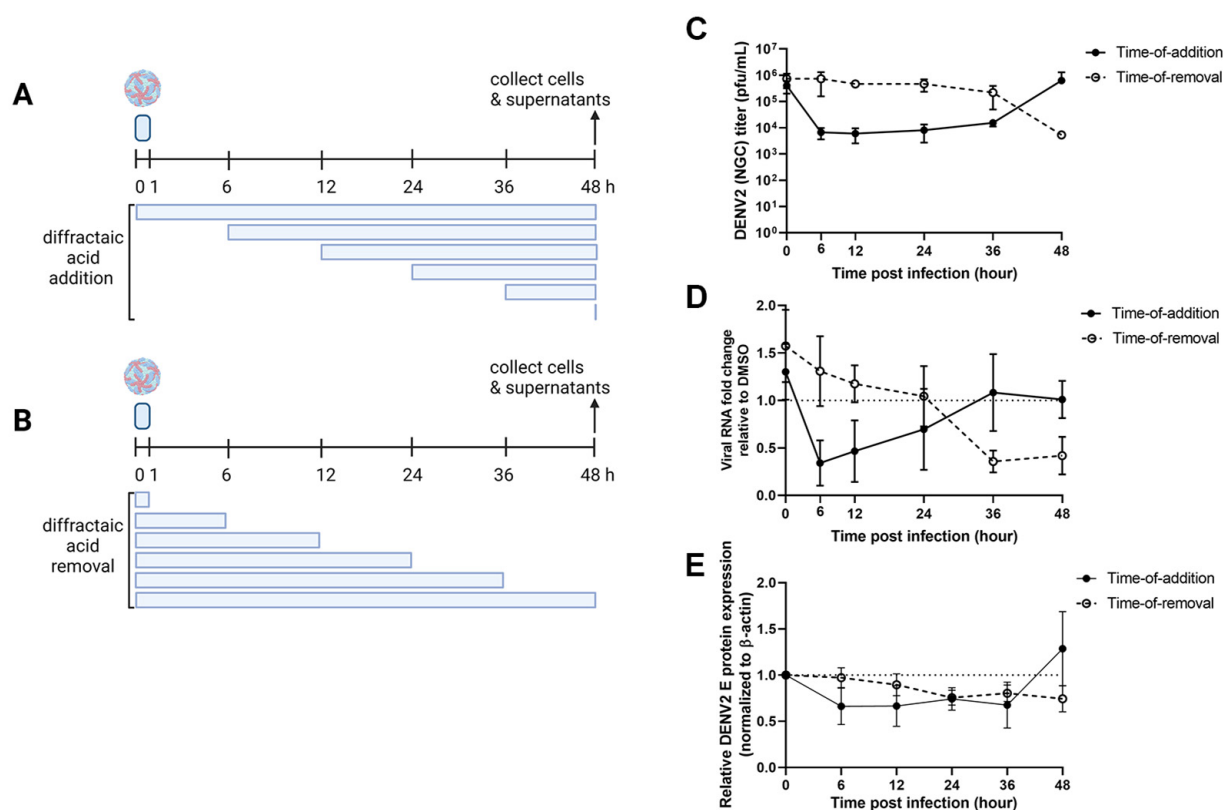 A
collect cells
& supernatants
0 1 6 12 24 36 48 h
diffractaic
acid
addition
B
collect cells
& supernatants
0 1 6 12 24 36 48 h
diffractaic
acid
removal
C
DENV2 (NGC) titer (pfu/mL)
10⁷
10⁶
10⁵
10⁴
10³
10²
10¹
10⁰
0 6 12 24 36 48
Time post infection (hour)
Time-of-addition
Time-of-removal
D
Viral RNA fold change
relative to DMSO
2.0
1.5
1.0
0.5
0.0
0 6 12 24 36 48
Time post infection (hour)
Time-of-addition
Time-of-removal
E
Relative DENV2 E protein expression
(normalized to β-actin)
2.0
1.5
1.0
0.5
0.0
0 6 12 24 36 48
Time post infection (hour)
Time-of-addition
Time-of-removal